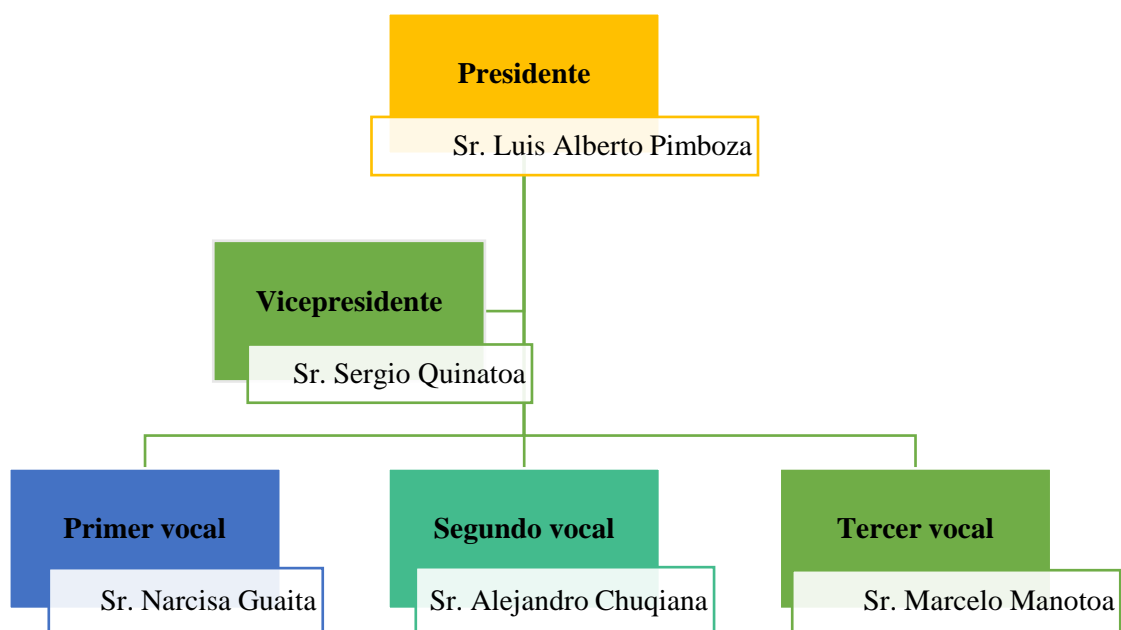 Presidente
Sr. Luis Alberto Pimboza
Vicepresidente
Sr. Sergio Quinatoa
Primer vocal
Sr. Narcisa Guaita
Segundo vocal
Sr. Alejandro Chuqiana
Tercer vocal
Sr. Marcelo Manotoa